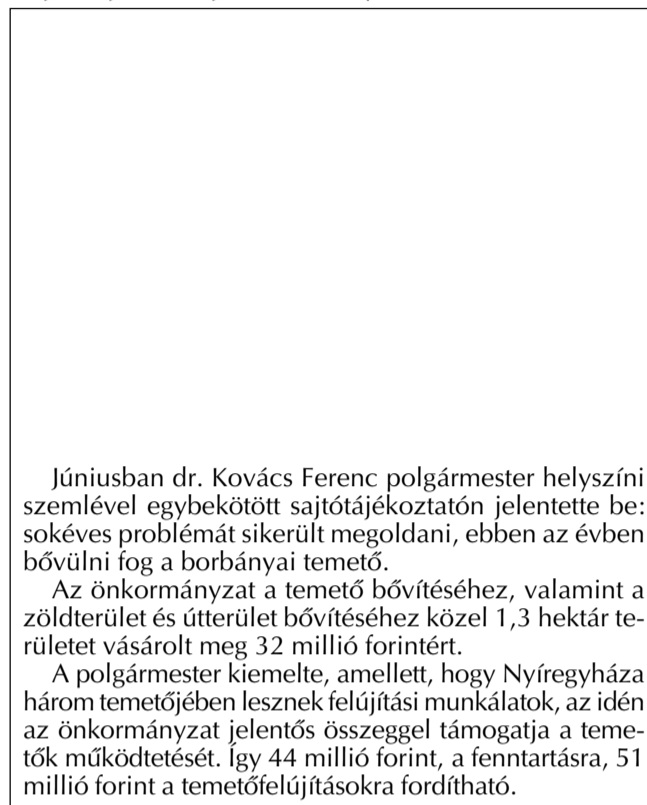 Júniusban dr. Kovács Ferenc polgármester helyszíni
szemlével egybekötött sajtótájékoztatón jelentette be:
sokéves problémát sikerült megoldani, ebben az évben
bővülni fog a borbányai temető.
Az önkormányzat a temető bővítéséhez, valamint a
zöldterület és útterület bővítéséhez közel 1,3 hektár te-
rületet vásárolt meg 32 millió forintért.
A polgármester kiemelte, amellett, hogy Nyíregyháza
három temetőjében lesznek felújítási munkálatok, az idén
az önkormányzat jelentős összeggel támogatja a teme-
tők működtetését. Így 44 millió forint, a fenntartásra, 51
millió forint a temetőfelújításokra fordítható.